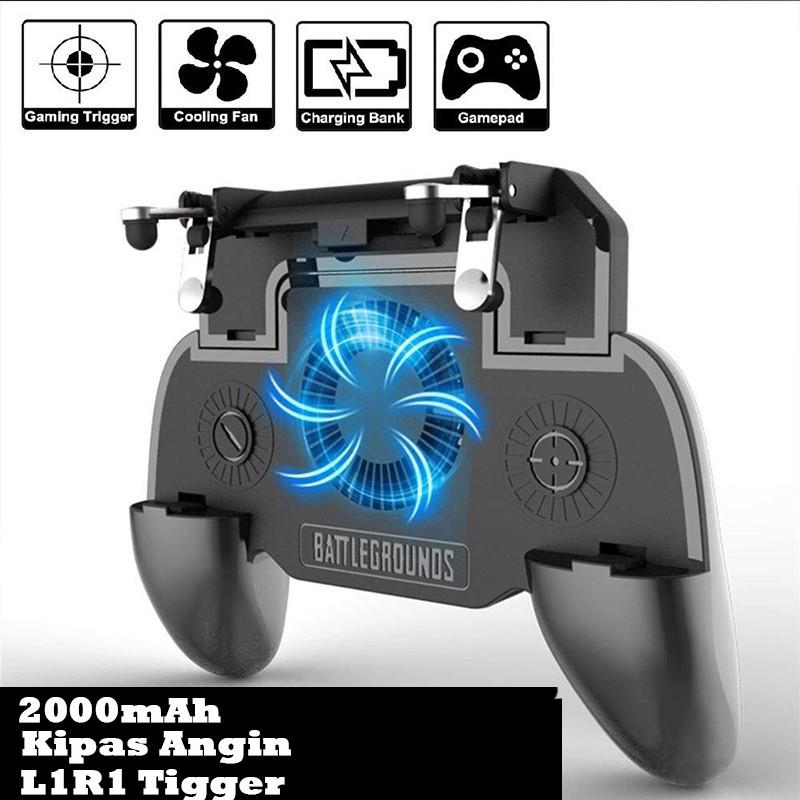 Gaming Trigger
Cooling Fan
Charging Bank
Gamepad
BATTLEGROUNDS
2000mAh
Kipas Angin
L1R1 Tigger